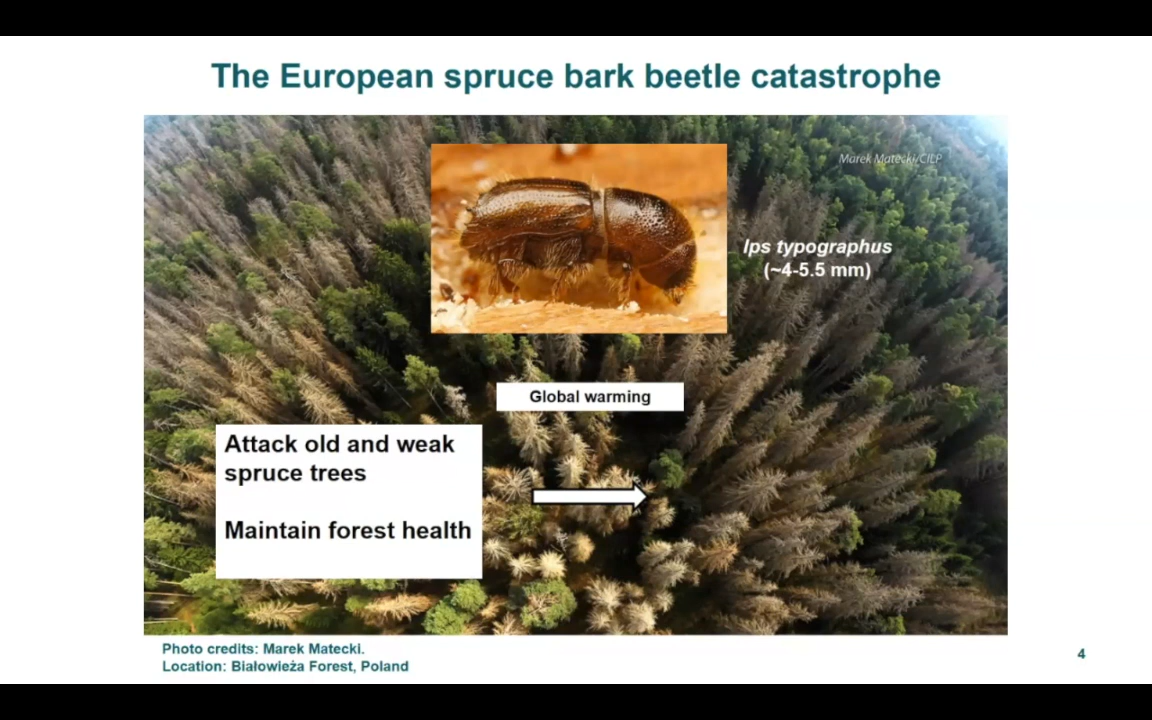 The European spruce bark beetle catastrophe
Marek Matecki/CILP
Ips typographus
(~4-5.5 mm)
Global warming
Attack old and weak
spruce trees
Maintain forest health
Photo credits: Marek Matecki.
Location: Białowieża Forest, Poland
4